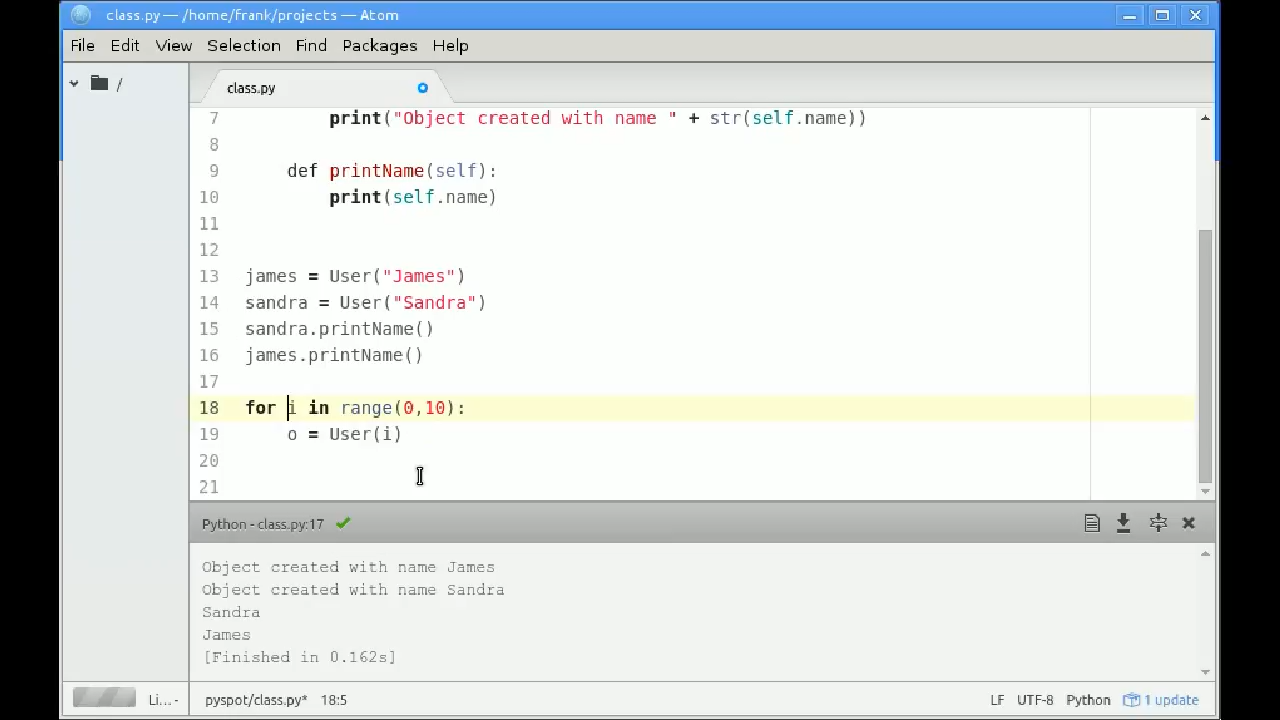 class.py — /home/frank/projects — Atom
File Edit View Selection Find Packages Help
/
class.py
7 print("Object created with name " + str(self.name))
8
9 def printName(self):
10 print(self.name)
11
12
13 james = User("James")
14 sandra = User("Sandra")
15 sandra.printName()
16 james.printName()
17
18 for i in range(0,10):
19 o = User(i)
20
21
Python - class.py:17
Object created with name James
Object created with name Sandra
Sandra
James
[Finished in 0.162s]
Li... - pyspot/class.py* 18:5 LF UTF-8 Python 1 update